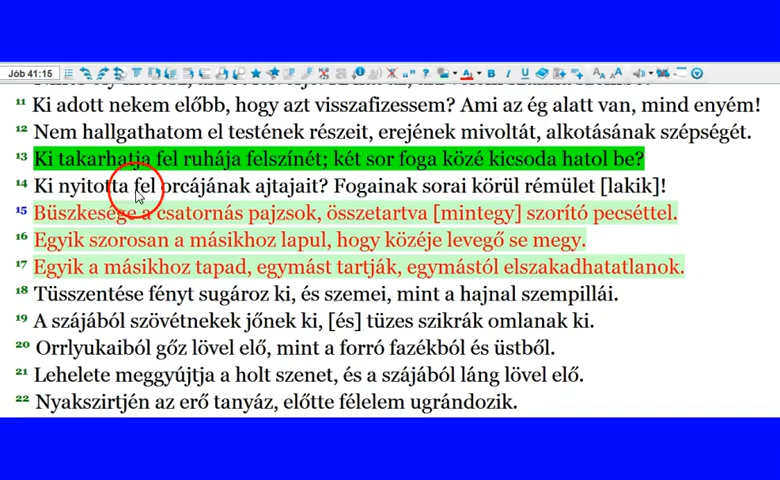 Jób 41:15
11 Ki adott nekem előbb, hogy azt visszafizessem? Ami az ég alatt van, mind enyém!
12 Nem hallgathatom el testének részeit, erejének mivoltát, alkotásának szépségét.
13 Ki takarhatja fel ruhája felszínét; két sor foga közé kicsoda hatol be?
14 Ki nyitotta fel orcájának ajtajait? Fogainak sorai körül rémület [lakik]!
15 Büszkesége a csatornás pajzsok, összetartva [mintegy] szorító pecséttel.
16 Egyik szorosan a másikhoz lapul, hogy közéje levegő se megy.
17 Egyik a másikhoz tapad, egymást tartják, egymástól elszakadhatatlanok.
18 Tüsszentése fényt sugároz ki, és szemei, mint a hajnal szempillái.
19 A szájából szövétnekek jőnek ki, [és] tüzes szikrák omlanak ki.
20 Orrlyukaiból gőz lövel elő, mint a forró fazékból és üstből.
21 Lehelete meggyújtja a holt szenet, és a szájából láng lövel elő.
22 Nyakszirtjén az erő tanyáz, előtte félelem ugrándozik.